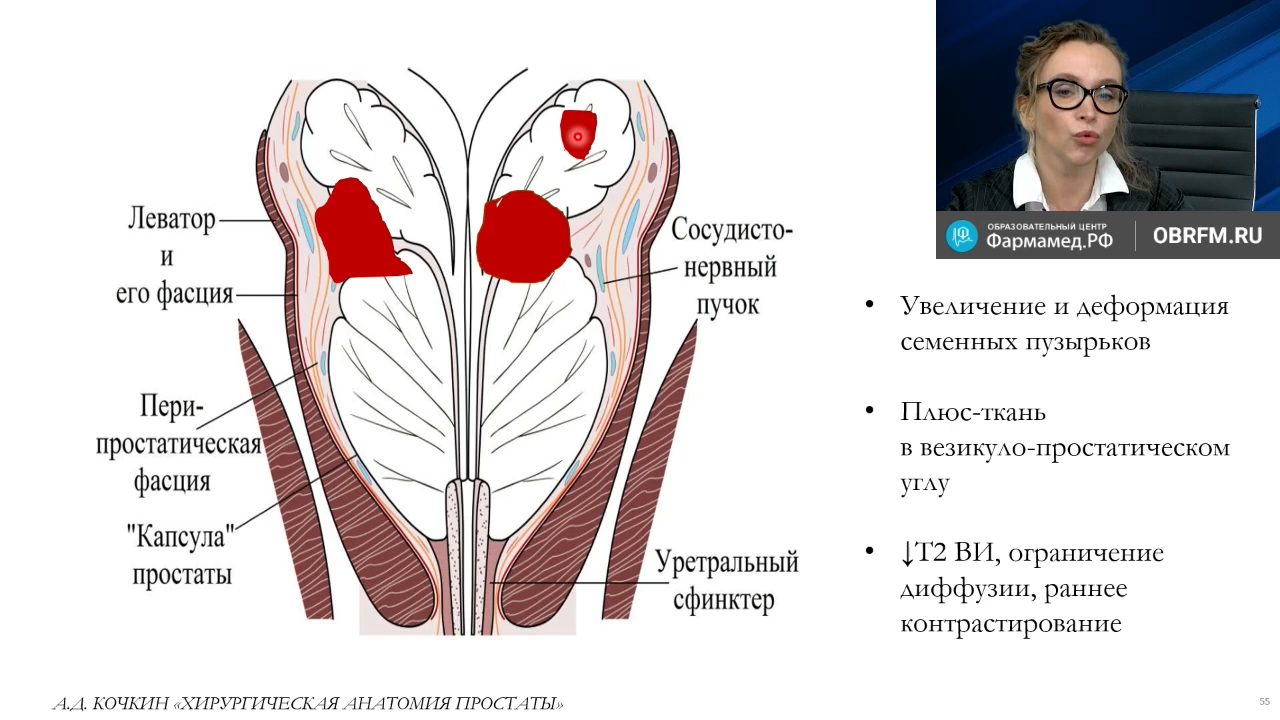 ОБРАЗОВАТЕЛЬНЫЙ ЦЕНТР
Фармамед.РФ
OBRFM.RU
Леватор
и
его фасция
Сосудисто-
нервный
пучок
Пери-
простатическая
фасция
"Капсула"
простаты
Уретральный
сфинктер
• Увеличение и деформация
семенных пузырьков
• Плюс-ткань
в везикуло-простатическом
углу
• ↓Т2 ВИ, ограничение
диффузии, раннее
контрастирование
А.Д. КОЧКИН «ХИРУРГИЧЕСКАЯ АНАТОМИЯ ПРОСТАТЫ»
55